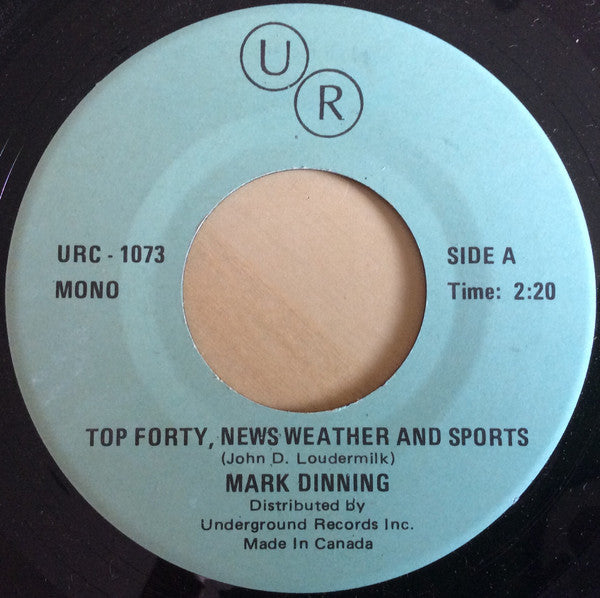 U
R
URC - 1073
MONO
SIDE A
Time: 2:20
TOP FORTY, NEWS WEATHER AND SPORTS
(John D. Loudermilk)
MARK DINNING
Distributed by
Underground Records Inc.
Made In Canada